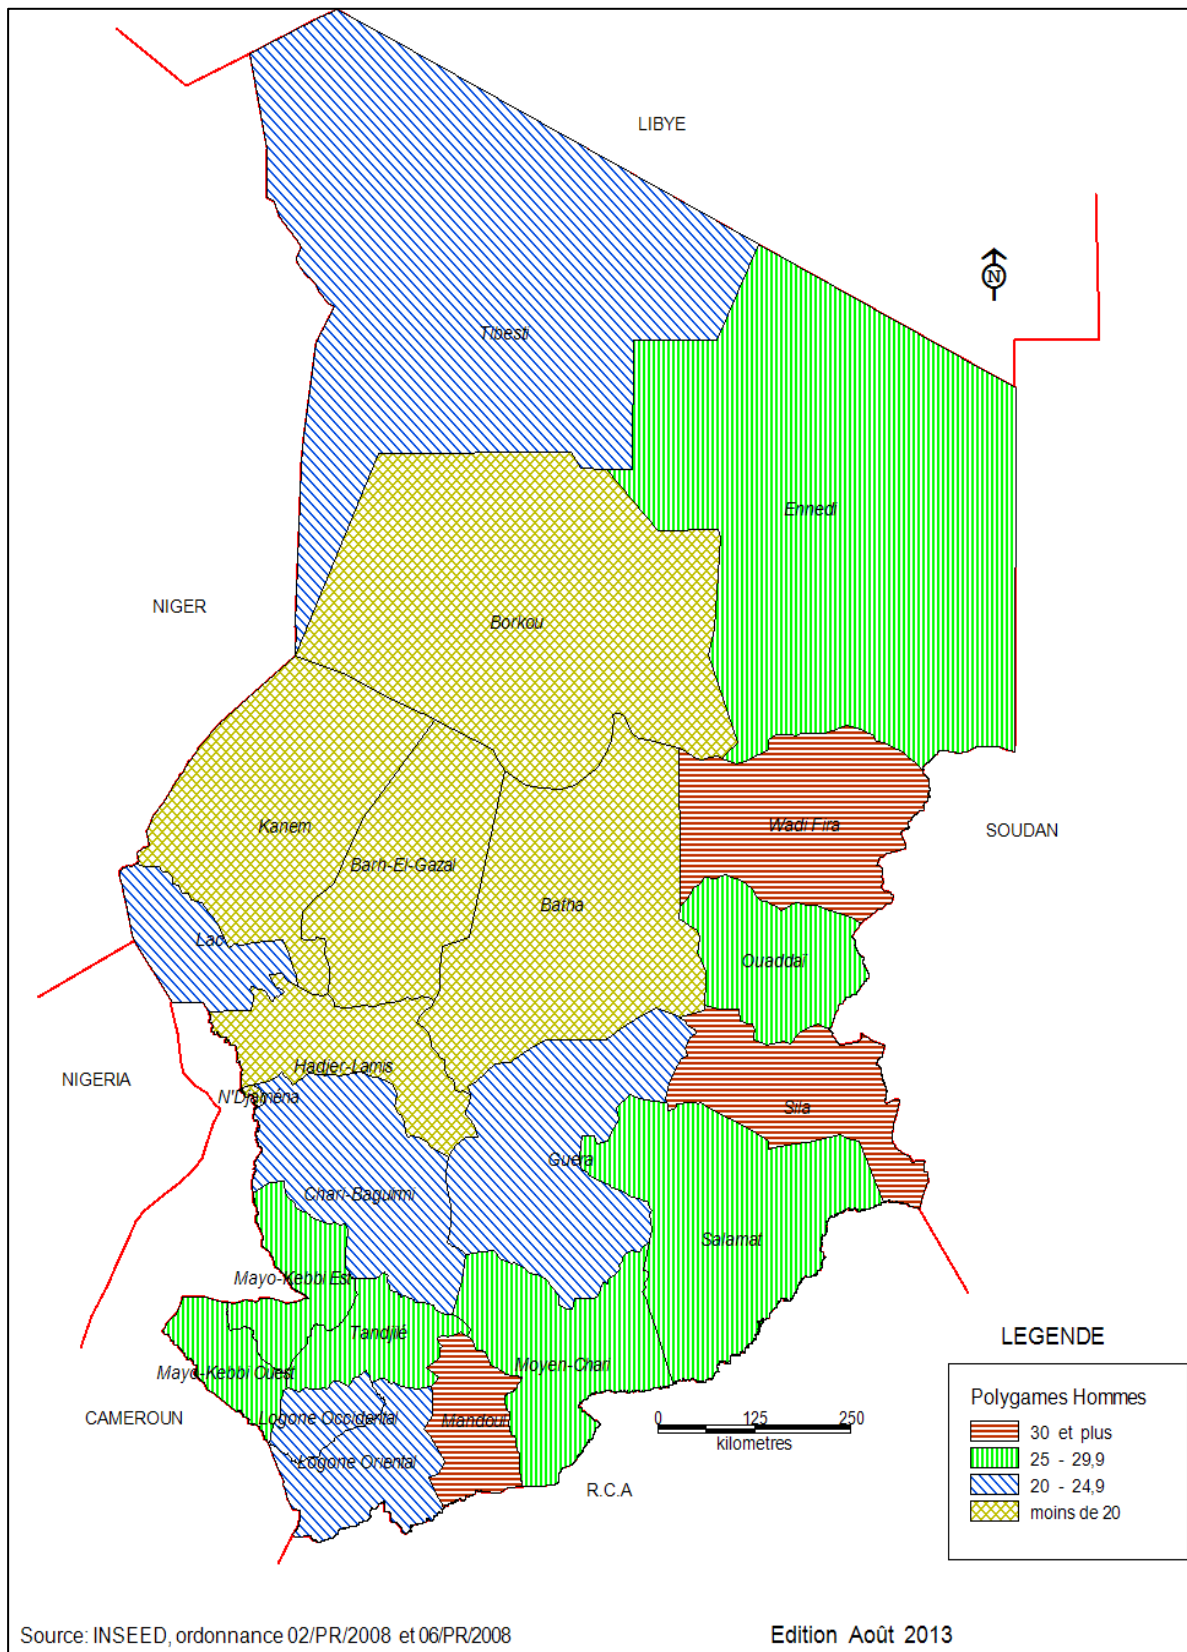 LIBYE
N
Tibesti
Ennedi
NIGER
Borkou
Kanem
Wadi Fira
SOUDAN
Barh-El-Gazal
Batha
Lac
Ouaddaï
Hadjer-Lamis
NIGERIA
N'Djaména
Sila
Guera
Chari-Baguirmi
Salamat
Mayo-Kebbi Est
Tandjilé
Mayo-Kebbi Ouest
Moyen-Chari
CAMEROUN
Logone Occidental
Mandoul
Logone Oriental
0 125 250
kilometres
R.C.A
LEGENDE
Polygames Hommes
30 et plus
25 - 29,9
20 - 24,9
moins de 20
Source: INSEED, ordonnance 02/PR/2008 et 06/PR/2008
Edition Août 2013